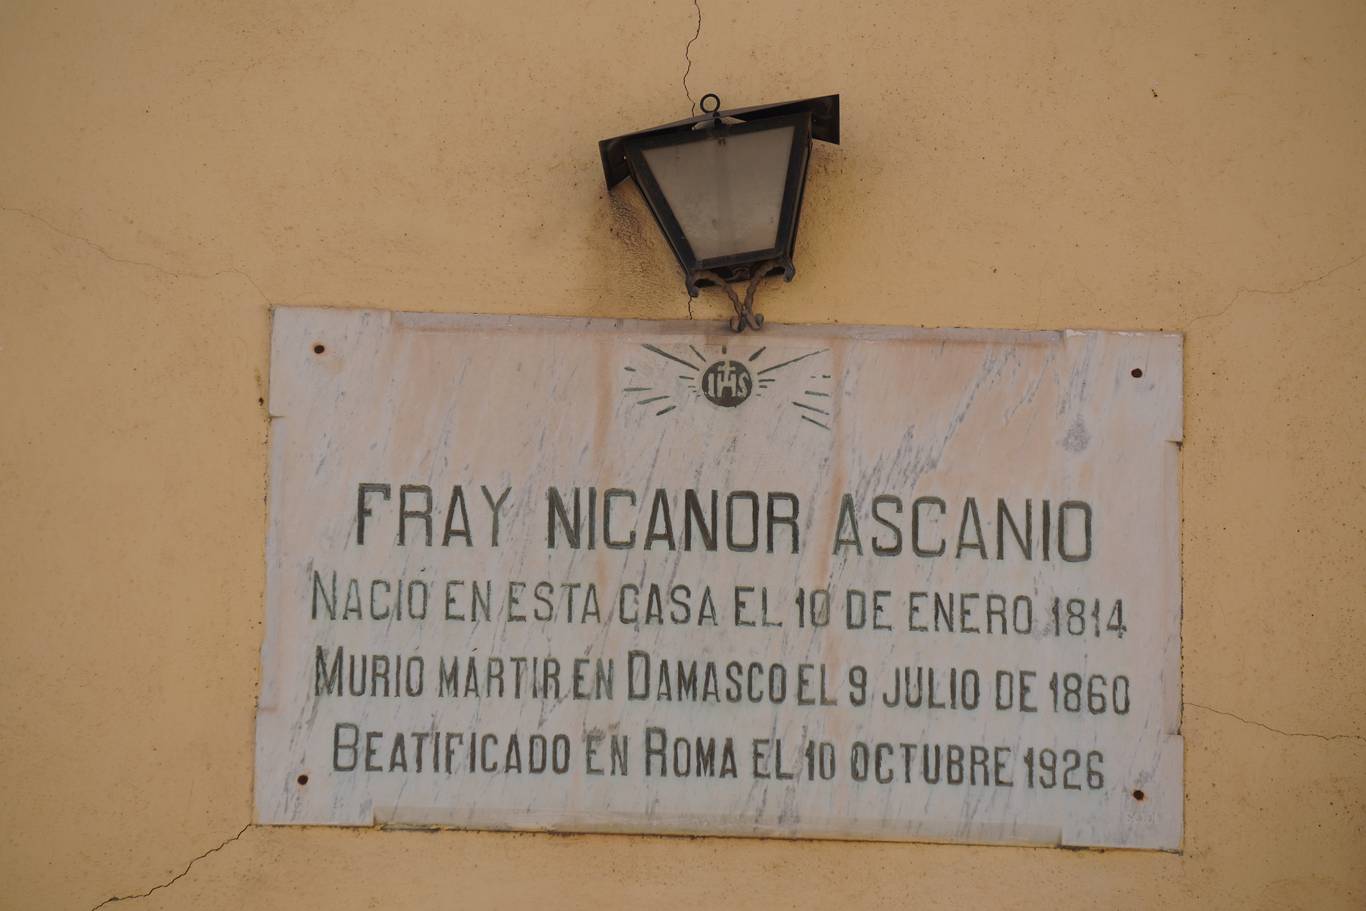 IHS
FRAY NICANOR ASCANIO
NACIÓ EN ESTA CASA EL 10 DE ENERO 1814
MURIO MARTIR EN DAMASCO EL 9 JULIO DE 1860
BEATIFICADO EN ROMA EL 10 OCTUBRE 1926